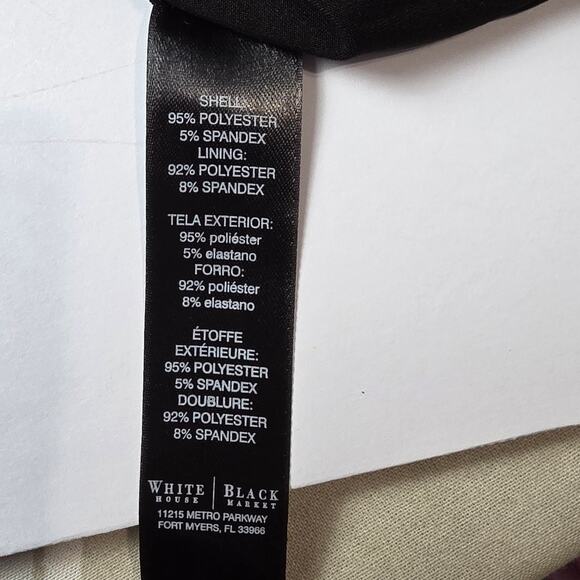 SHELL:
95% POLYESTER
5% SPANDEX
LINING:
92% POLYESTER
8% SPANDEX
TELA EXTERIOR:
95% poliéster
5% elastano
FORRO:
92% poliéster
8% elastano
ÉTOFFE
EXTÉRIEURE:
95% POLYESTER
5% SPANDEX
DOUBLURE:
92% POLYESTER
8% SPANDEX
WHITE | BLACK
HOUSE | MARKET
11215 METRO PARKWAY
FORT MYERS, FL 33966